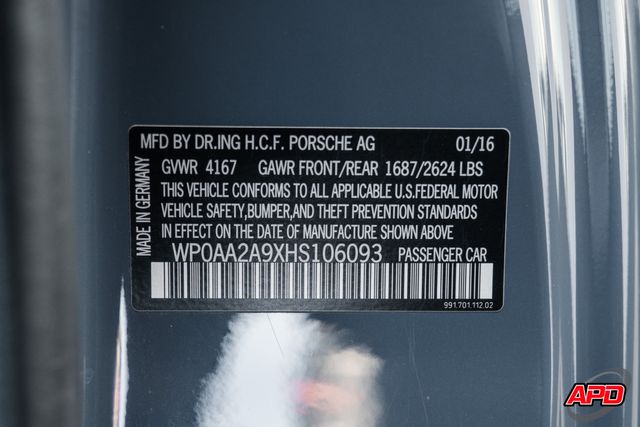 MFD BY DR.ING H.C.F. PORSCHE AG 01/16
GVWR 4167 GAWR FRONT/REAR 1687/2624 LBS
THIS VEHICLE CONFORMS TO ALL APPLICABLE U.S.FEDERAL MOTOR
VEHICLE SAFETY,BUMPER,AND THEFT PREVENTION STANDARDS
IN EFFECT ON THE DATE OF MANUFACTURE SHOWN ABOVE
WP0AA2A9XHS106093 PASSENGER CAR
991.701.112.02
MADE IN GERMANY
APD